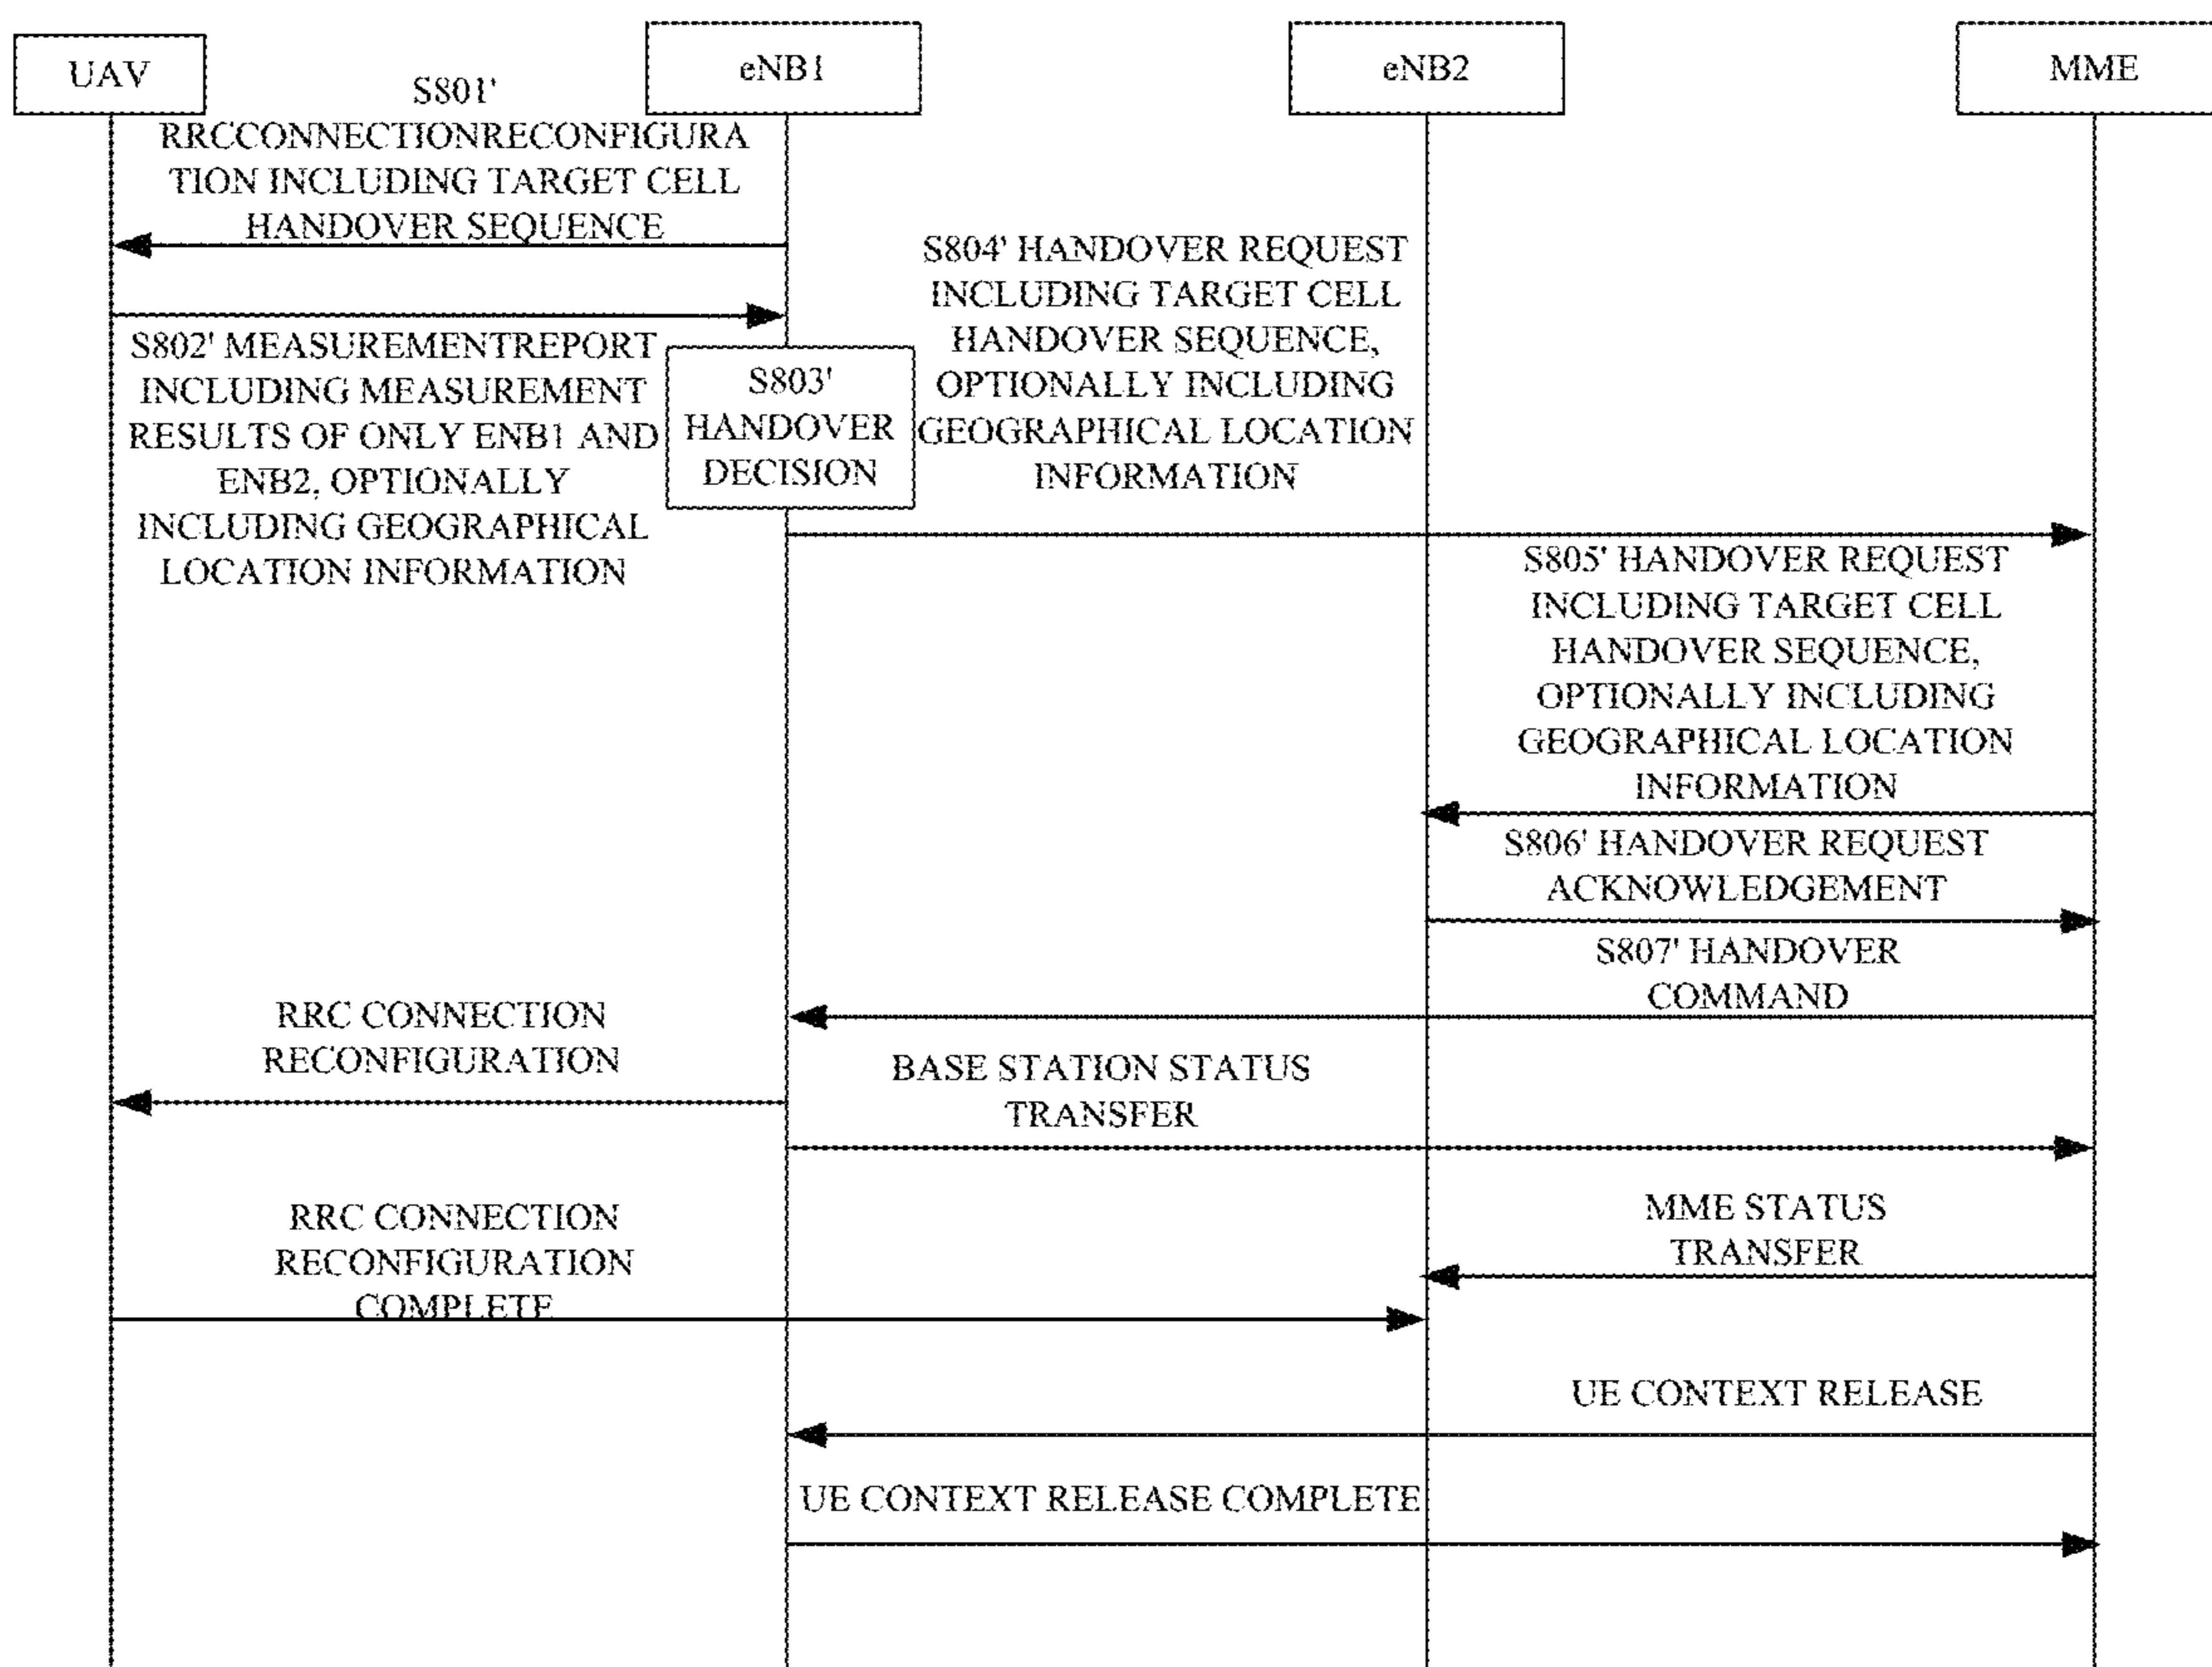 UAV
eNB1
eNB2
MME
S801'
RRCCONNECTIONRECONFIGURA
TION INCLUDING TARGET CELL
HANDOVER SEQUENCE
S802' MEASUREMENTREPORT
INCLUDING MEASUREMENT
RESULTS OF ONLY ENB1 AND
ENB2, OPTIONALLY
INCLUDING GEOGRAPHICAL
LOCATION INFORMATION
S803'
HANDOVER
DECISION
S804' HANDOVER REQUEST
INCLUDING TARGET CELL
HANDOVER SEQUENCE,
OPTIONALLY INCLUDING
GEOGRAPHICAL LOCATION
INFORMATION
S805' HANDOVER REQUEST
INCLUDING TARGET CELL
HANDOVER SEQUENCE,
OPTIONALLY INCLUDING
GEOGRAPHICAL LOCATION
INFORMATION
S806' HANDOVER REQUEST
ACKNOWLEDGEMENT
S807' HANDOVER
COMMAND
RRC CONNECTION
RECONFIGURATION
BASE STATION STATUS
TRANSFER
MME STATUS
TRANSFER
RRC CONNECTION
RECONFIGURATION
COMPLETE
UE CONTEXT RELEASE
UE CONTEXT RELEASE COMPLETE